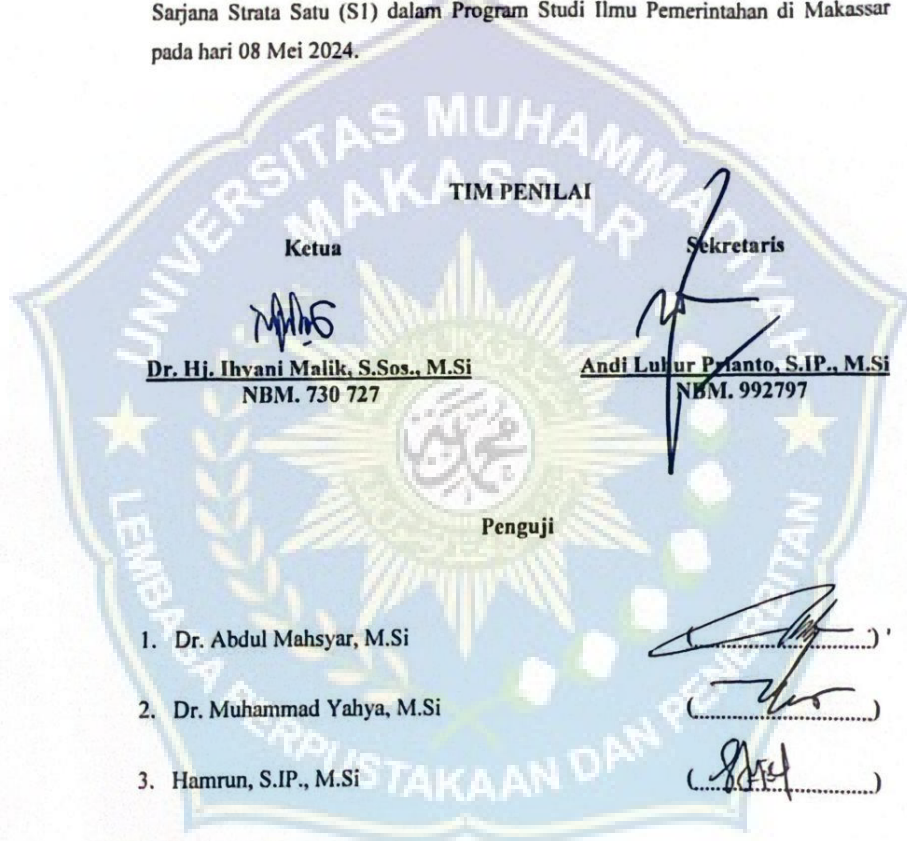 Sarjana Strata Satu (S1) dalam Program Studi Ilmu Pemerintahan di Makassar
pada hari 08 Mei 2024.
UNIVERSITAS MUHAMMADIYAH
MAKASSAR
TIM PENILAI
Ketua
Sekretaris
Dr. Hj. Ihyani Malik, S.Sos., M.Si
Andi Luhur Prianto, S.IP., M.Si
NBM. 730 727
NBM. 992797
محمدية
Penguji
1. Dr. Abdul Mahsyar, M.Si (..............................)
2. Dr. Muhammad Yahya, M.Si (..............................)
3. Hamrun, S.IP., M.Si (..............................)
LEMBAGA PERPUSTAKAAN DAN PENERBITAN